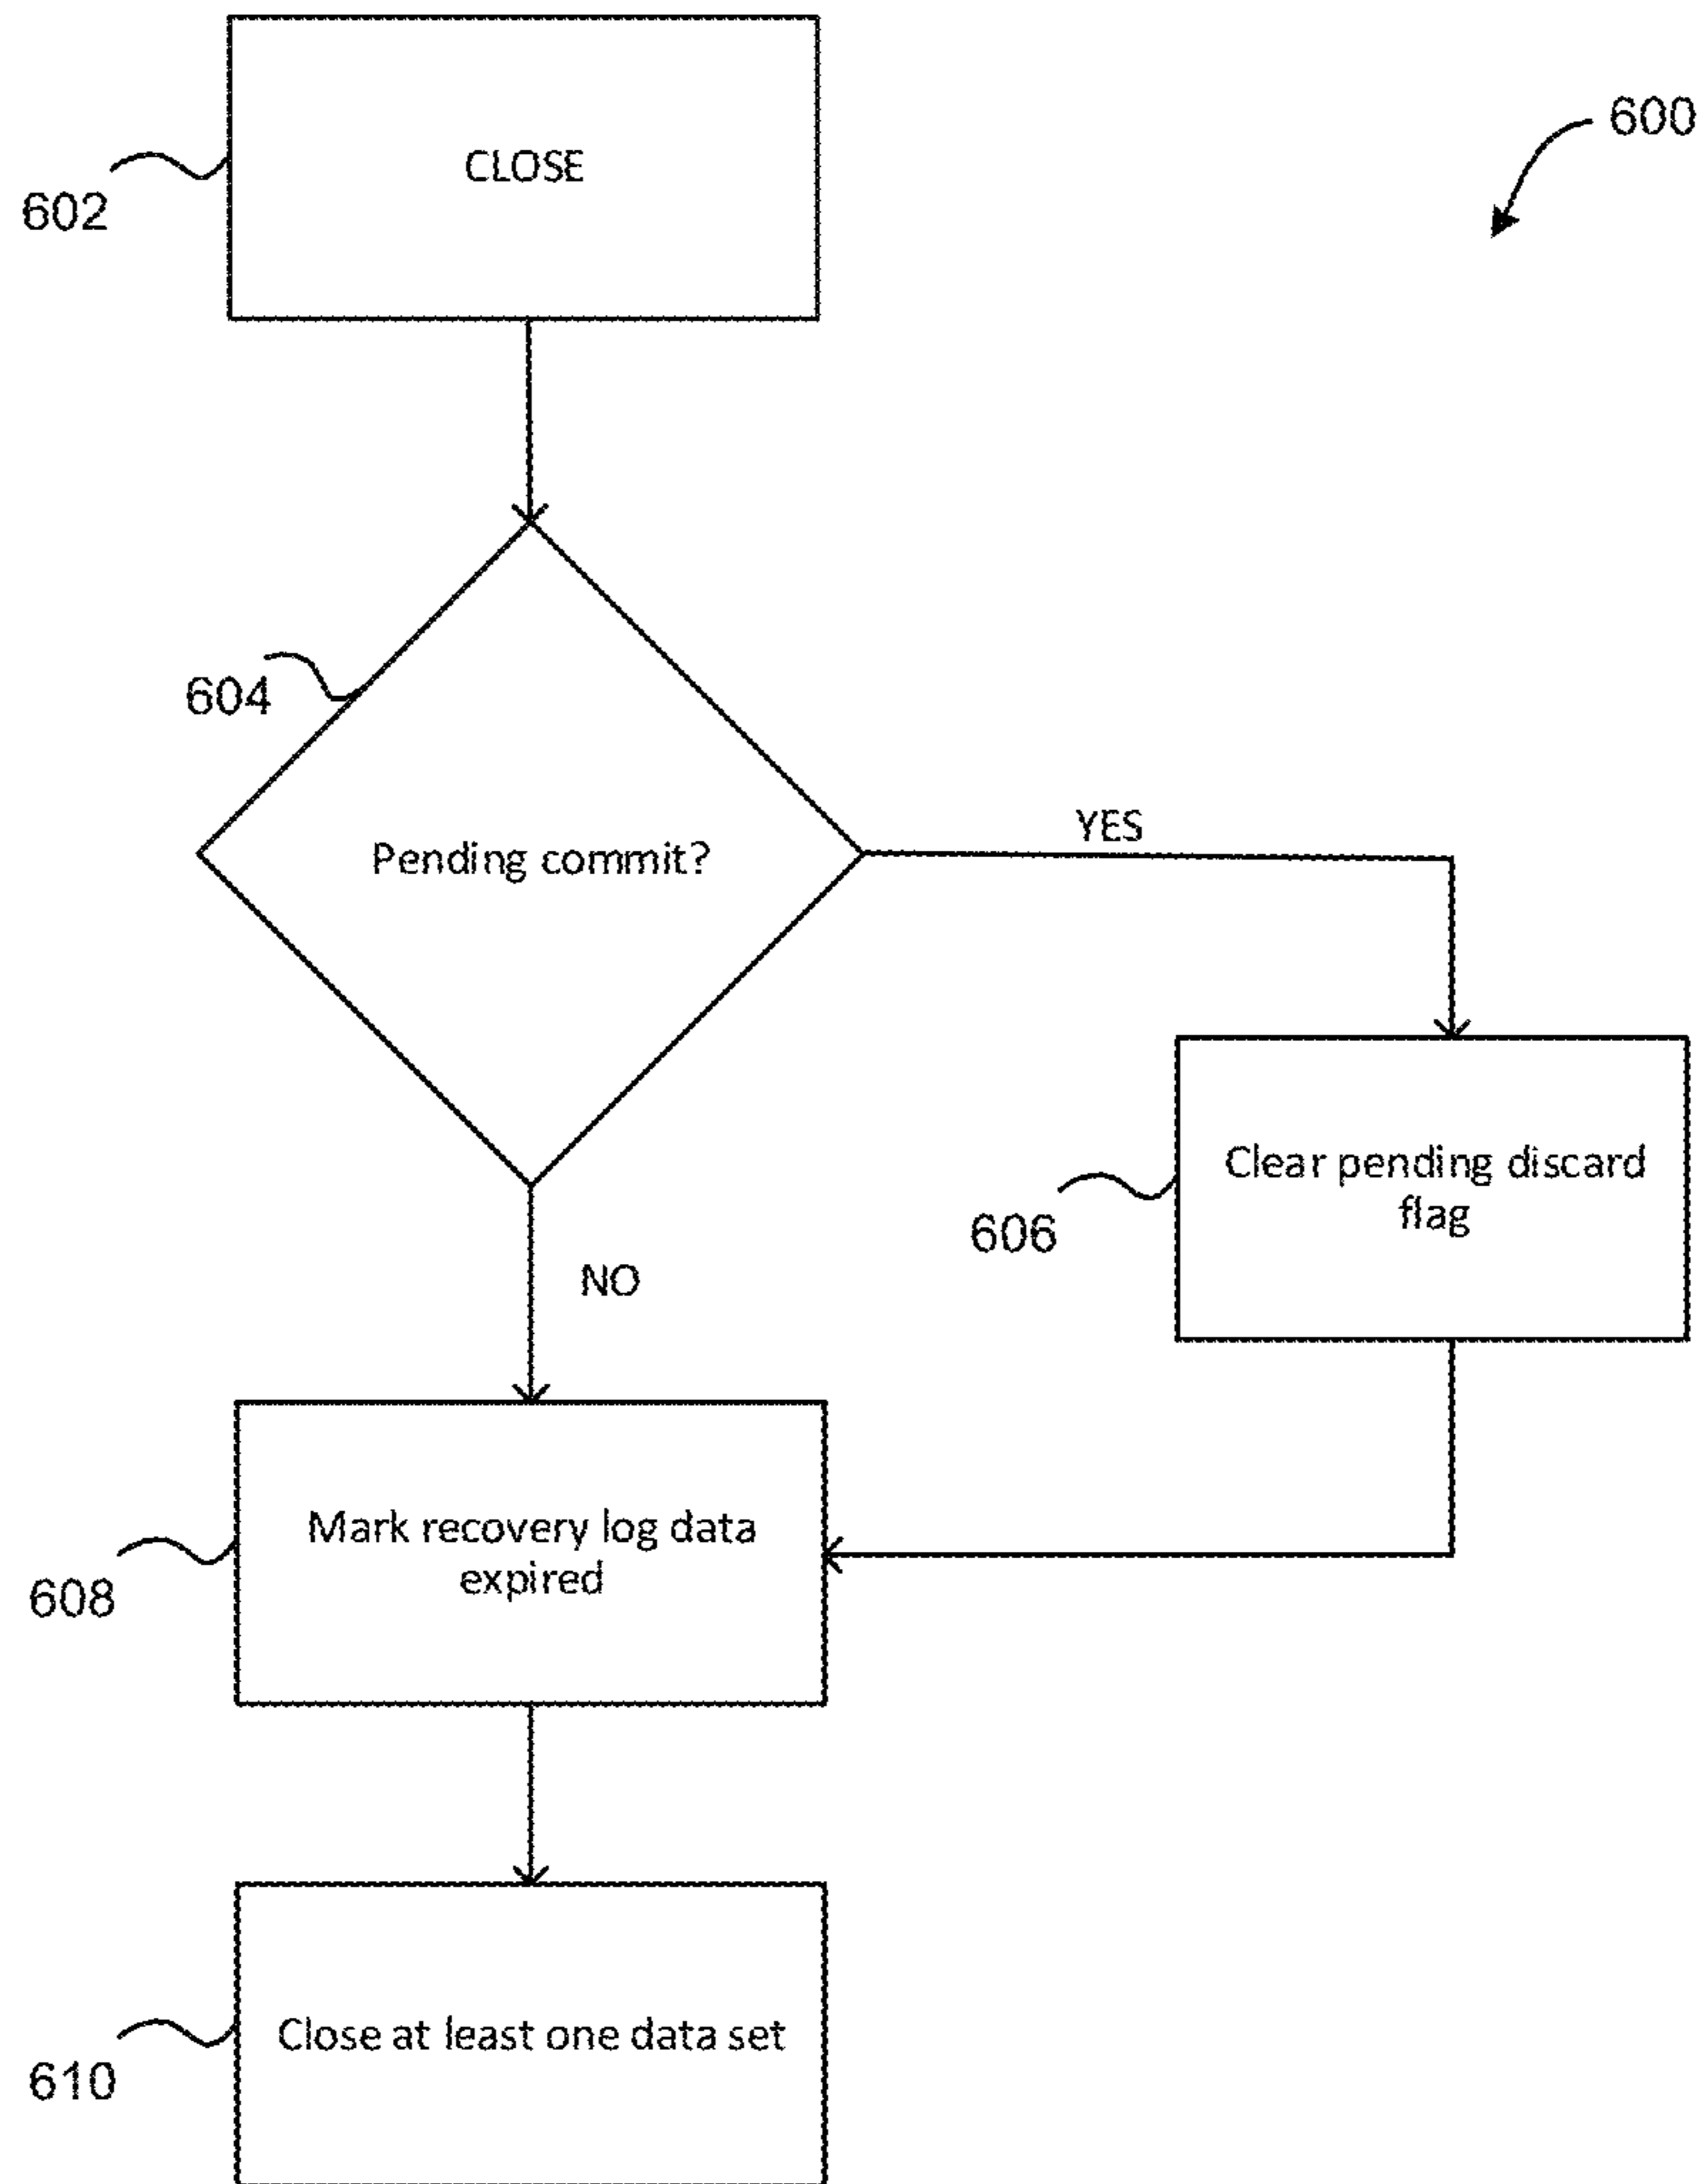 600
CLOSE
602
604
Pending commit?
YES
Clear pending discard
flag
606
NO
Mark recovery log data
expired
608
Close at least one data set
610